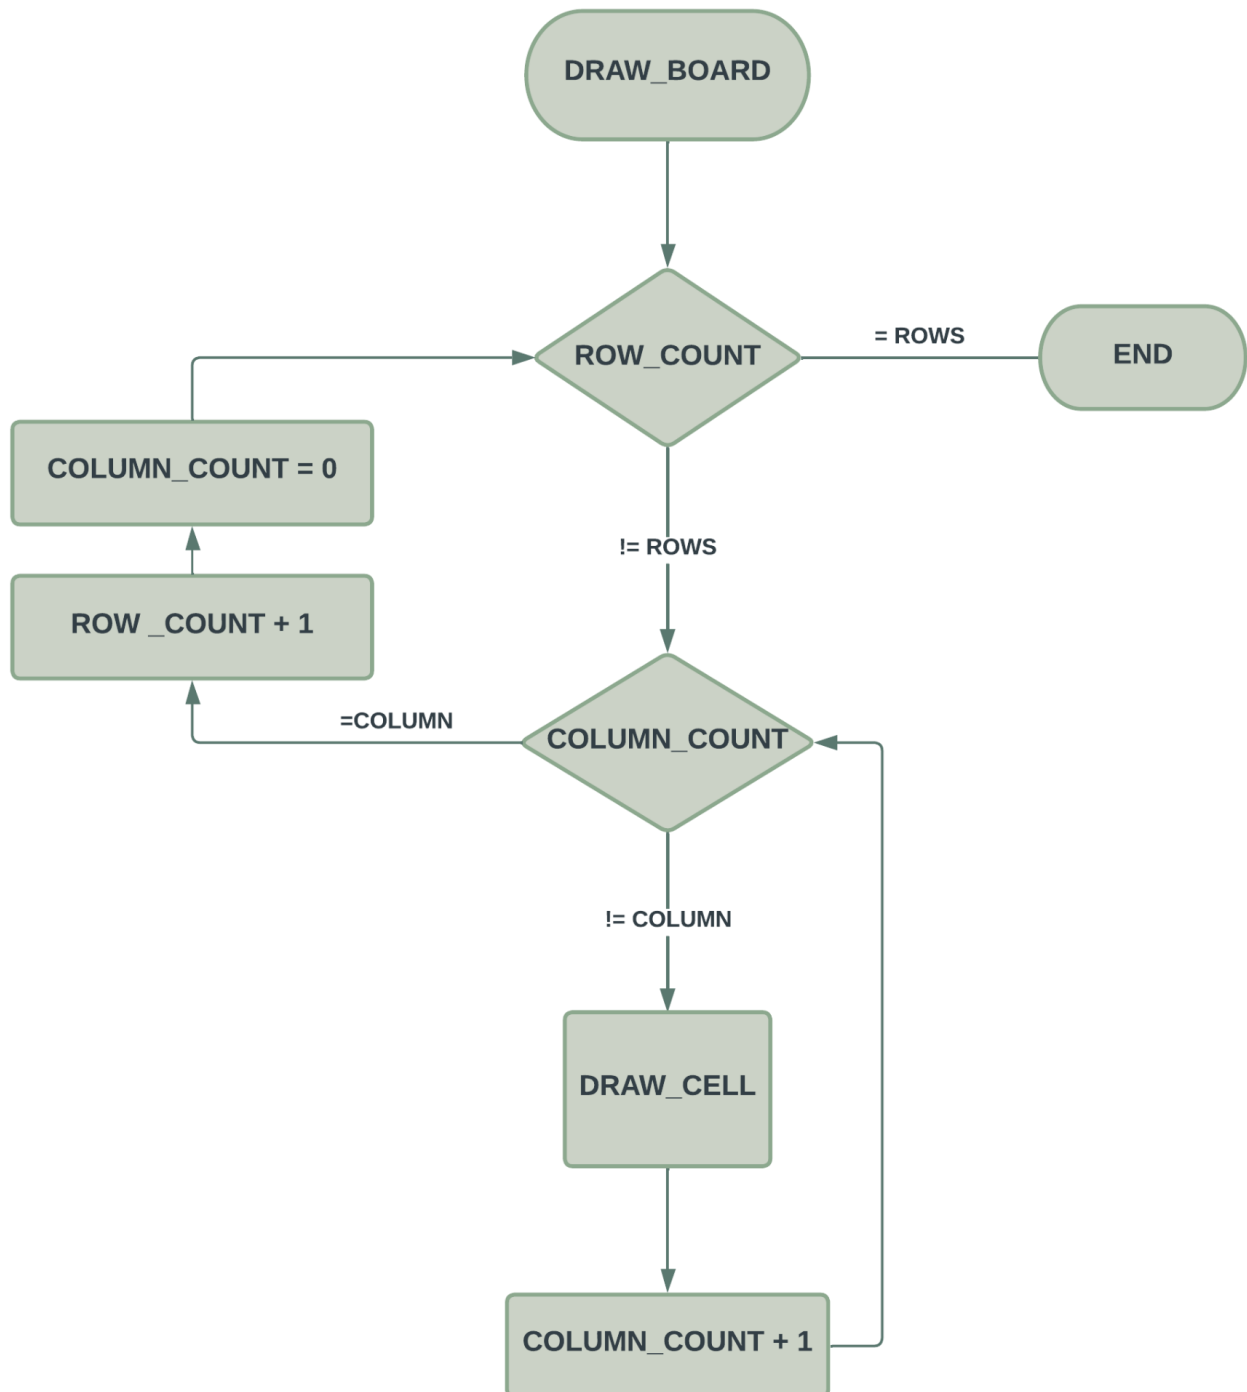 DRAW_BOARD
ROW_COUNT
= ROWS
END
COLUMN_COUNT = 0
!= ROWS
ROW _COUNT + 1
=COLUMN
COLUMN_COUNT
!= COLUMN
DRAW_CELL
COLUMN_COUNT + 1